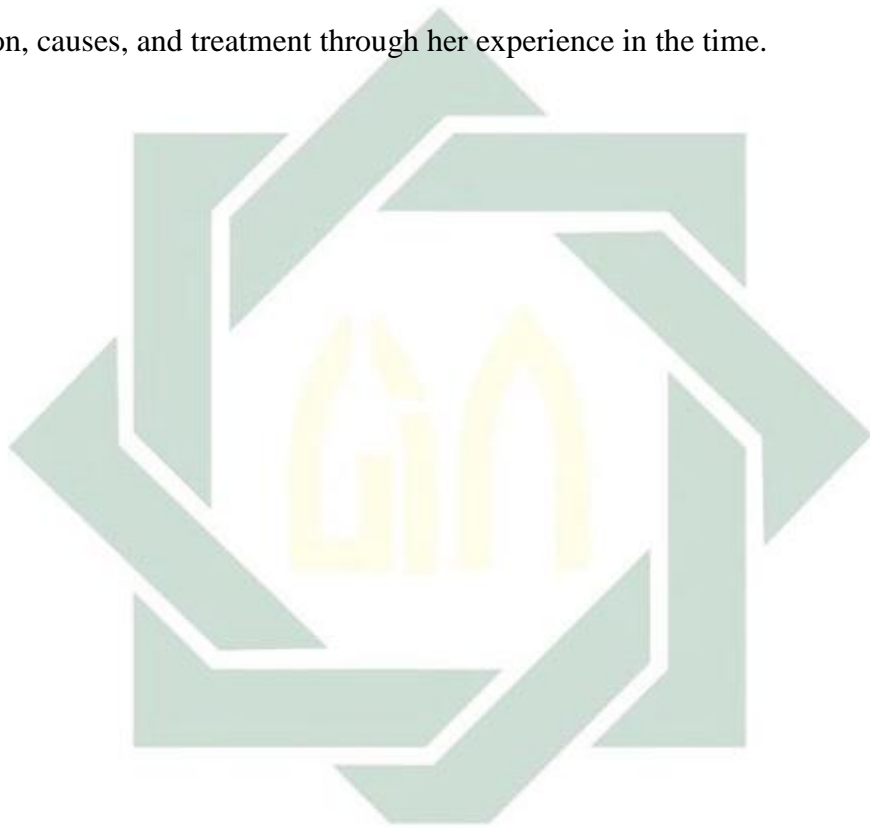 on, causes, and treatment through her experience in the time.